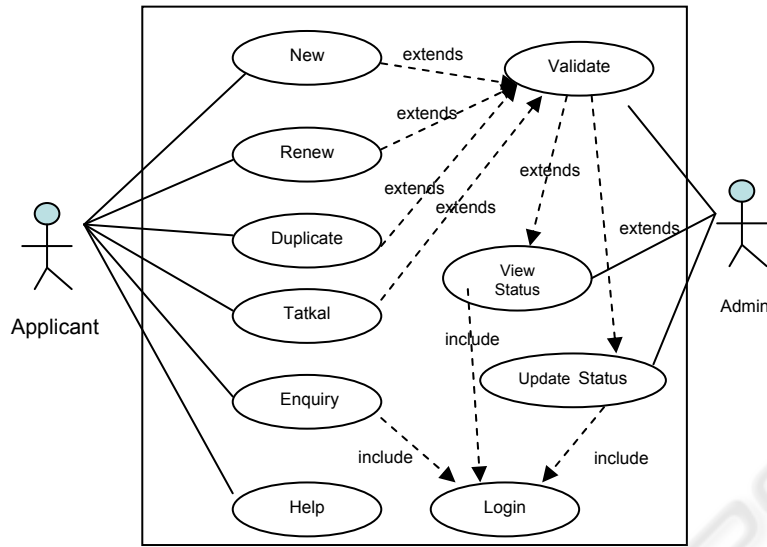 New
extends
Validate
Renew
extends
extends
extends
extends
Duplicate
extends
View
Status
Applicant
Tatkal
Admin
include
Update Status
Enquiry
include
include
Help
Login